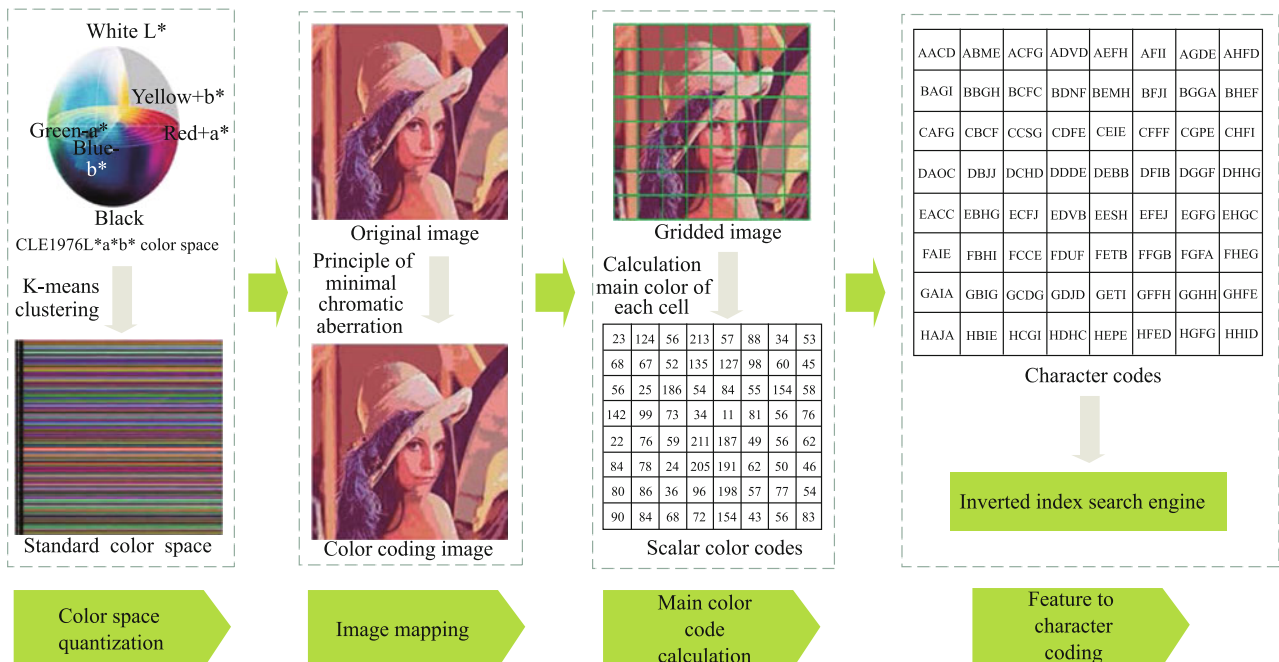 White L*
Yellow+b*
Green-a*
Red+a*
Blue-
b*
Black
CLE1976L*a*b* color space
K-means
clustering
Standard color space
Original image
Principle of
minimal
chromatic
aberration
Color coding image
Gridded image
Calculation
main color of
each cell
23 124 56 213 57 88 34 53
68 67 52 135 127 98 60 45
56 25 186 54 84 55 154 58
142 99 73 34 11 81 56 76
22 76 59 211 187 49 56 62
84 78 24 205 191 62 50 46
80 86 36 96 198 57 77 54
90 84 68 72 154 43 56 83
Scalar color codes
AACD ABME ACFG ADVD AEFH AFII AGDE AHFD
BAGI BBGH BCFC BDNF BEMH BFJI BGGA BHEF
CAFG CBCF CCSG CDFE CEIE CFFF CGPE CHFI
DAOC DBJJ DCHD DDDE DEBB DFIB DGGF DHHG
EACC EBHG ECFJ EDVB EESH EFEJ EGFG EHGC
FAIE FBHI FCCE FDUF FETB FFGB FGFA FHEG
GAIA GBIG GCDG GDJD GETI GFFH GGHH GHFE
HAJA HBIE HCGI HDHC HEPE HFED HGFG HHID
Character codes
Inverted index search engine
Color space
quantization
Image mapping
Main color
code
calculation
Feature to
character
coding